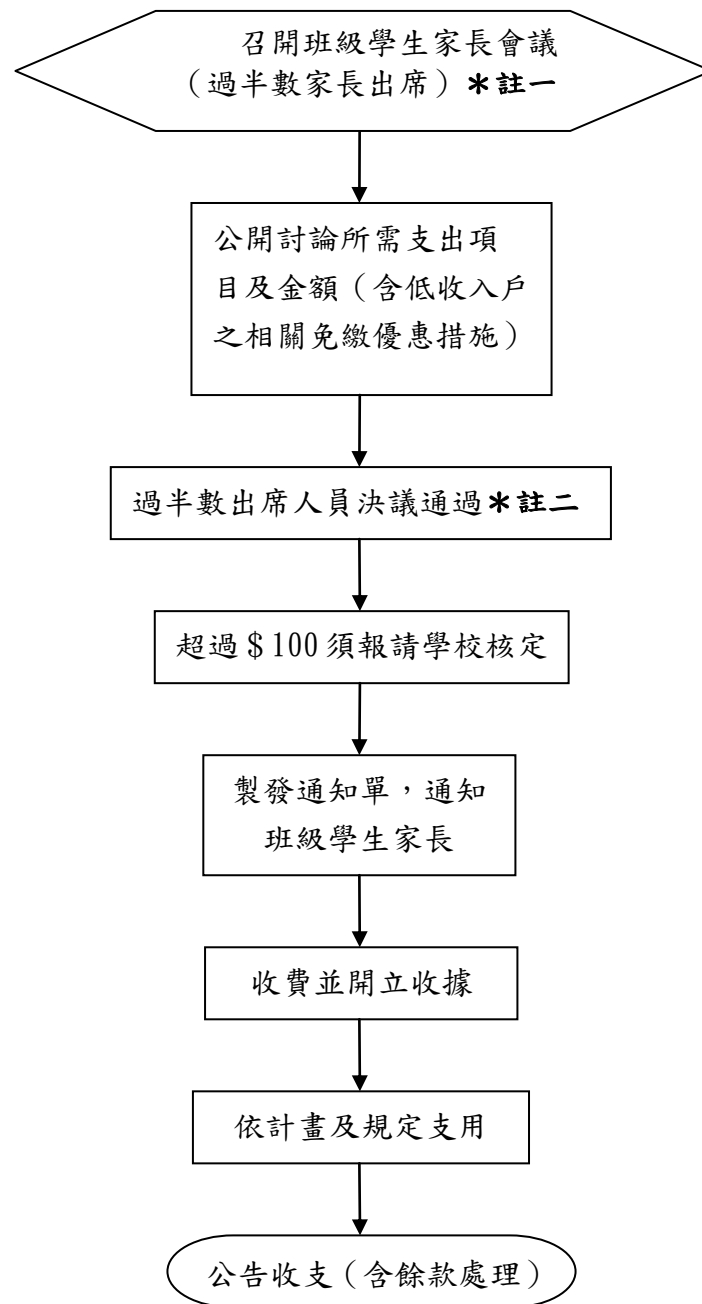 召開班級學生家長會議
（過半數家長出席）＊註一
公開討論所需支出項
目及金額（含低收入戶
之相關免繳優惠措施）
過半數出席人員決議通過＊註二
超過＄100須報請學校核定
製發通知單，通知
班級學生家長
收費並開立收據
依計畫及規定支用
公告收支（含餘款處理）